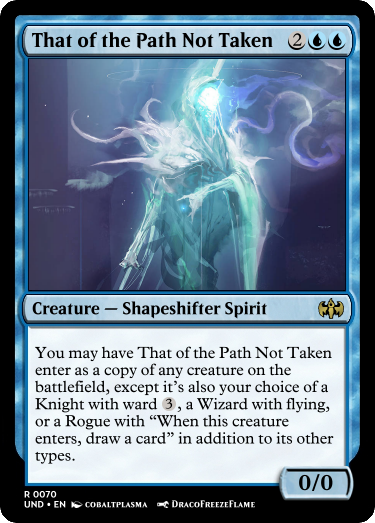 That of the Path Not Taken 2
Creature — Shapeshifter Spirit
You may have That of the Path Not Taken
enter as a copy of any creature on the
battlefield, except it's also your choice of a
Knight with ward 3, a Wizard with flying,
or a Rogue with “When this creature
enters, draw a card” in addition to its other
types.
0/0
R 0070
UND • EN COBALTPLASMA DRACOFREEZEFLAME